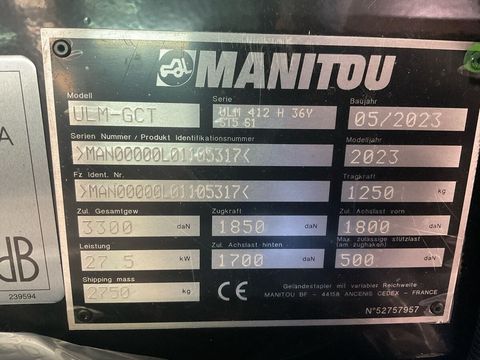 MANITOU
Modell Serie Baujahr
ULM-GCT ULM 412 H 36Y ST5 S1 05/2023
Serien Nummer / Produkt Identifikationsnummer Modelljahr
>MAN00000L01105317< 2023
Fz Ident. Nr. Tragkraft
>MAN00000L01105317< 1250 kg
Zul. Gesamtgew Zugkraft Zul. Achslast vorn
3300 daN 1850 daN 1800 daN
Leistung Zul. Achslast hinten Max. zulässige stützlast (am zughaken)
27.5 kW 1700 daN 500 daN
Shipping mass
2750 kg
CE
Geländestapler mit variabler Reichweite
MANITOU BF - 44158 ANCENIS CEDEX - FRANCE
N°52757957
A
dB
239594